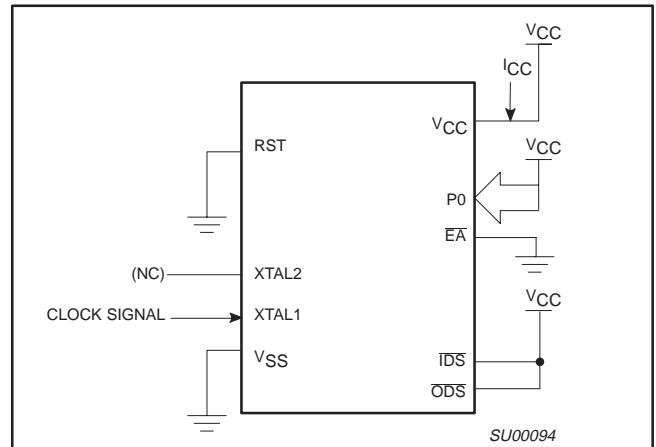 VCC
ICC
VCC
RST
VCC
P0
EA
(NC)
XTAL2
CLOCK SIGNAL
XTAL1
VCC
VSS
IDS
ODS
SU00094